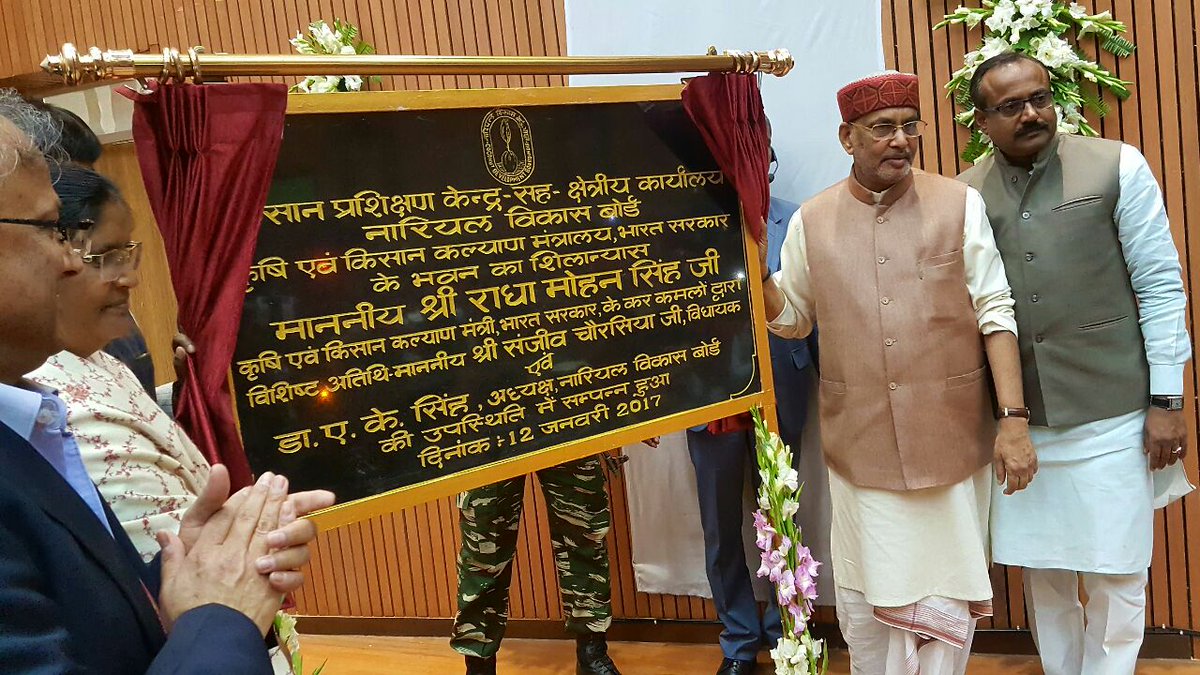 सान प्रशिक्षण केन्द्र-सह- क्षेत्रीय कार्यालय
नारियल विकास बोर्ड
कृषि एवं किसान कल्याण मंत्रालय,भारत सरकार
के भवन का शिलान्यास
माननीय श्री राधा मोहन सिंह जी
कृषि एवं किसान कल्याण मंत्री,भारत सरकार,के कर कमलों द्वारा
विशिष्ट अतिथि-माननीय श्री संजीव चौरसिया जी,विधायक
एवं
डा.ए.के. सिंह, अध्यक्ष,नारियल विकास बोर्ड
की उपस्थिति में सम्पन्न हुआ
दिनांक : 12 जनवरी 2017